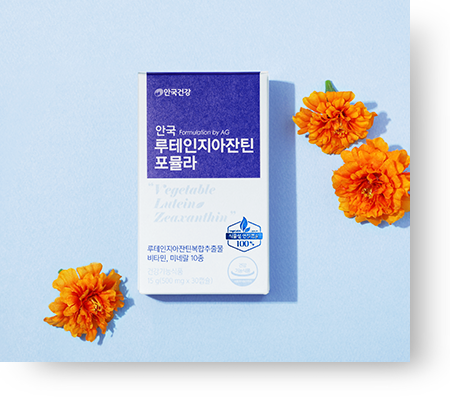 안국건강
안국 Formulation by AG
루테인지아잔틴
포뮬라
"Vegetable
Lutein &
Zeaxanthin"
100%
루테인지아잔틴복합추출물
비타민, 미네랄 10종